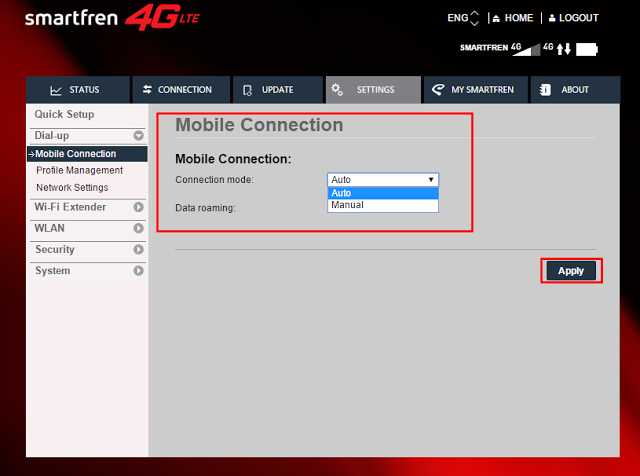 smartfren 4G LTE
ENG HOME LOGOUT
SMARTFREN 4G 4G
STATUS CONNECTION UPDATE SETTINGS MY SMARTFREN ABOUT
Quick Setup
Dial-up
Mobile Connection
Profile Management
Network Settings
Wi-Fi Extender
WLAN
Security
System
Mobile Connection
Mobile Connection:
Connection mode: Auto
Auto
Manual
Data roaming:
Apply